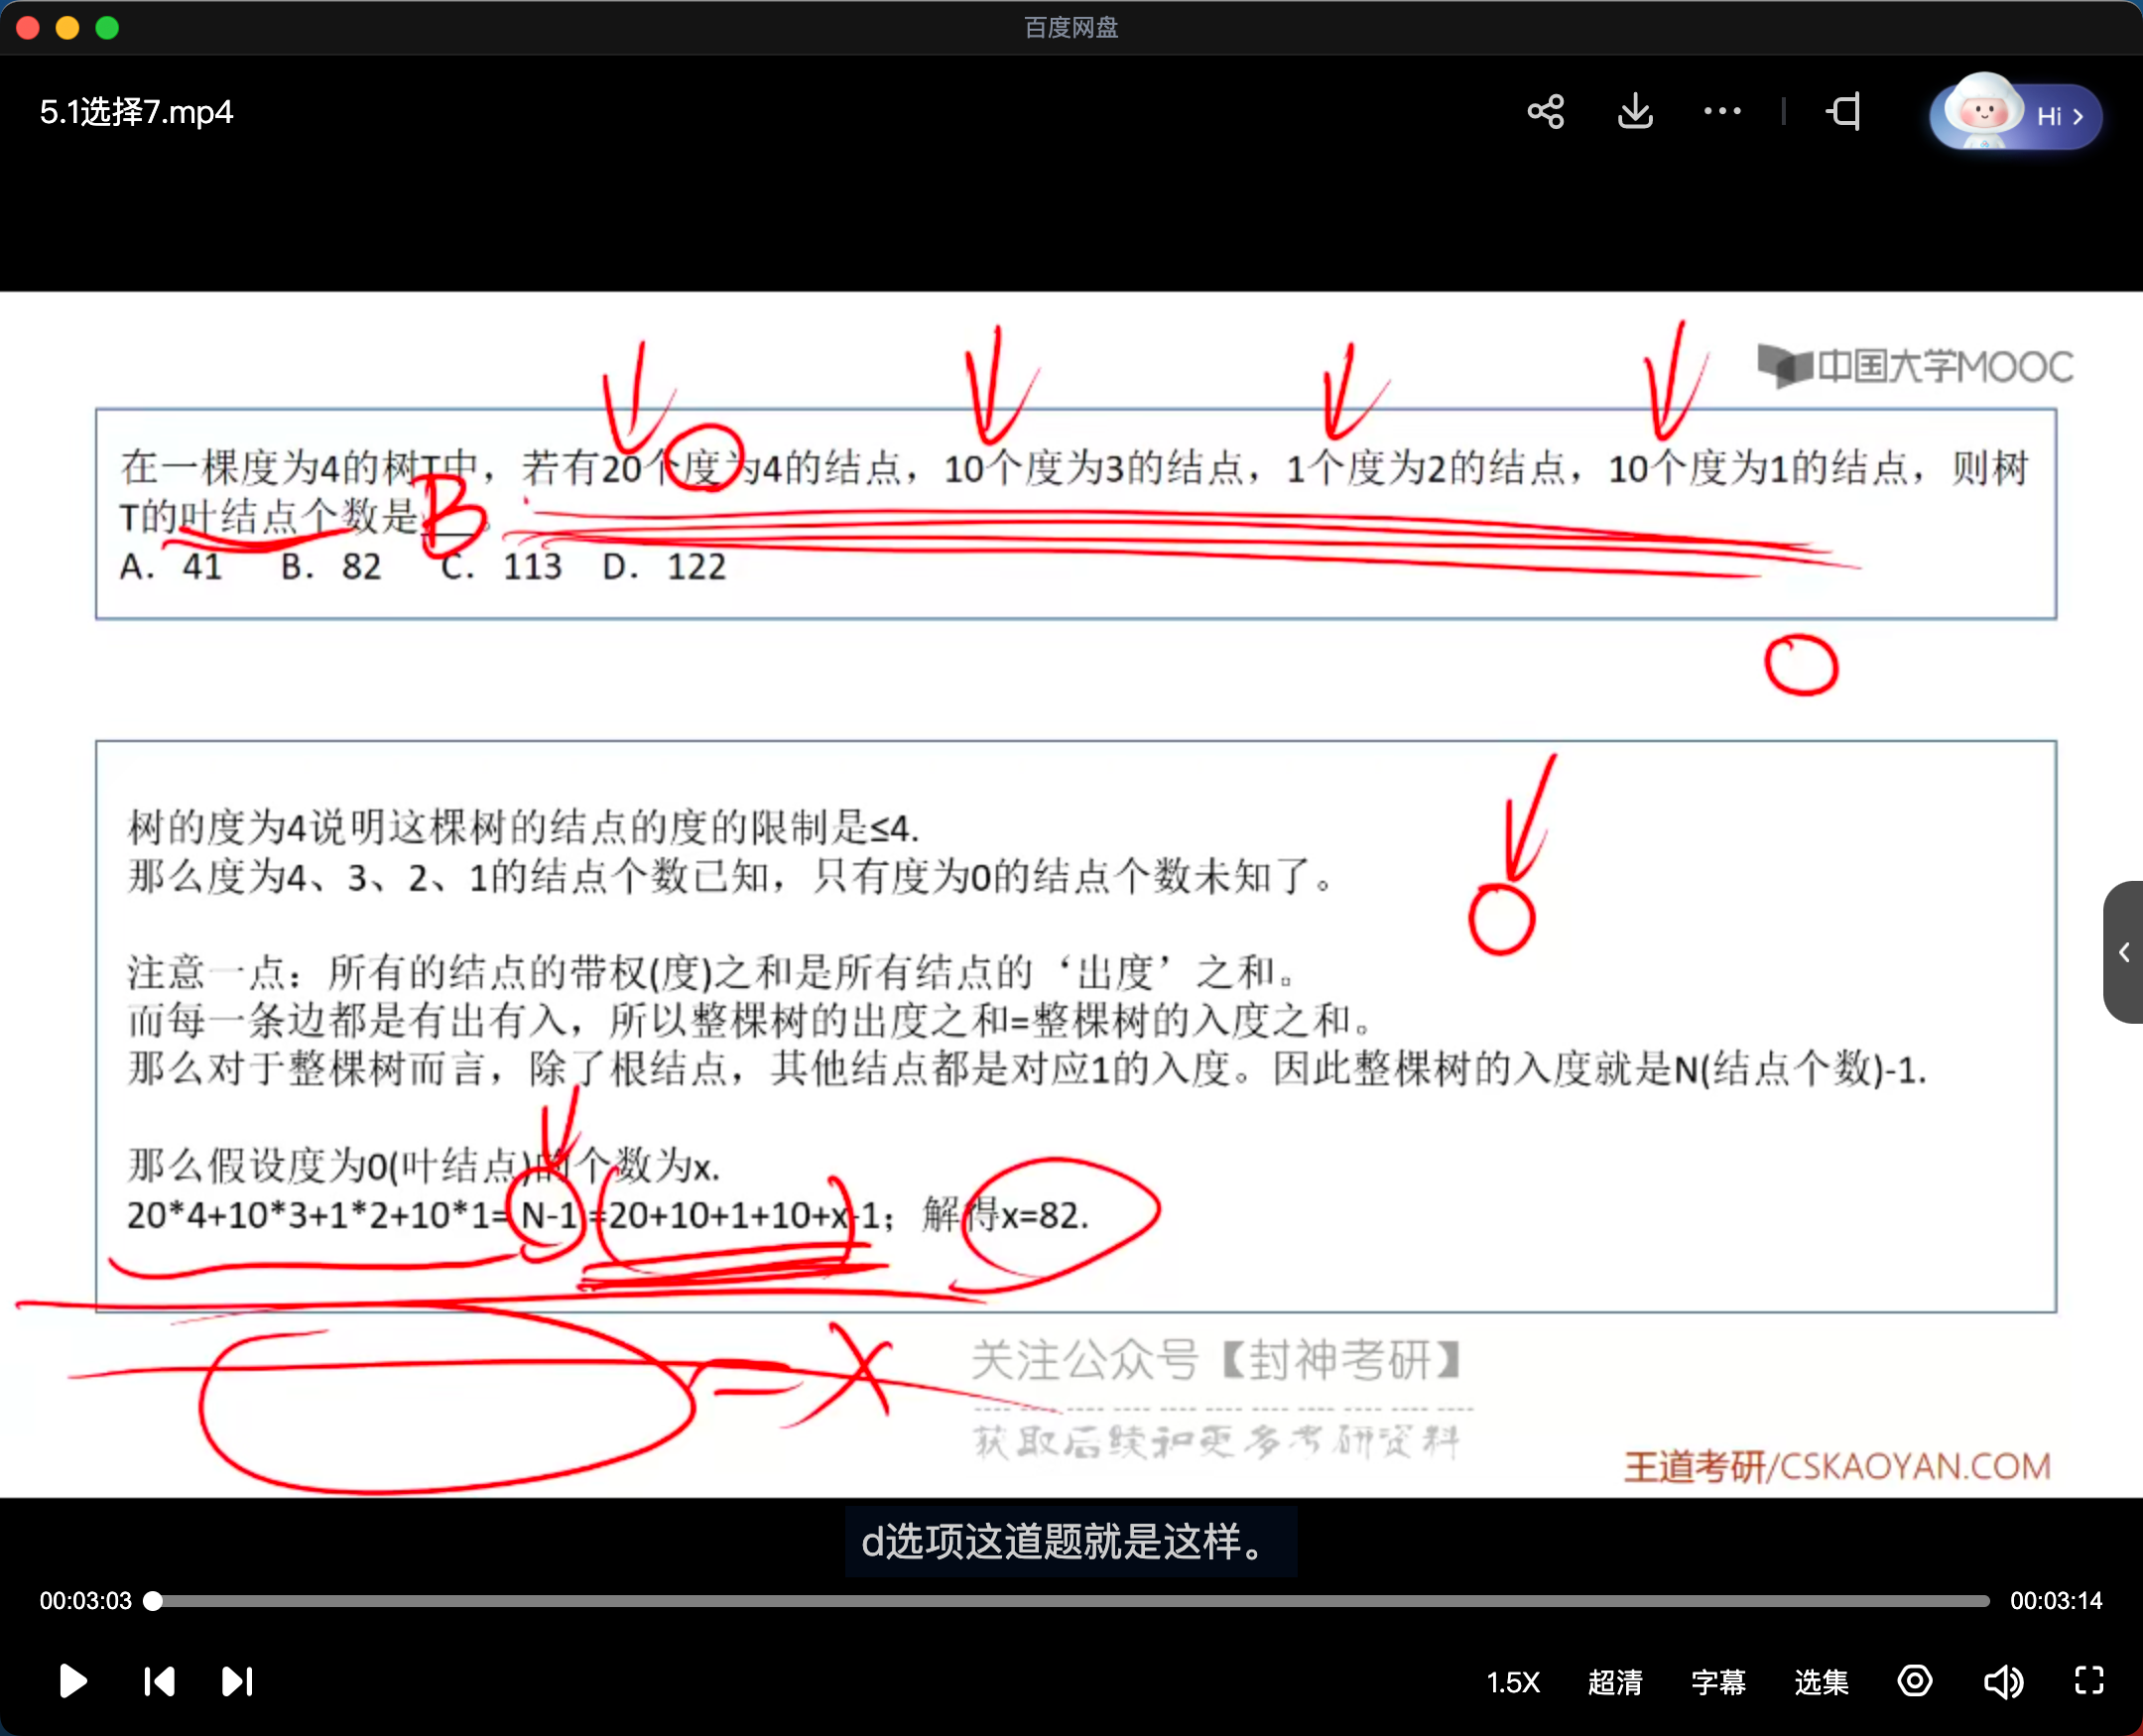 百度网盘
5.1选择7.mp4
Hi
中国大学MOOC
在一棵度为4的树T中，若有20个度为4的结点，10个度为3的结点，1个度为2的结点，10个度为1的结点，则树
T的叶结点个数是____。
B
A. 41 B. 82 C. 113 D. 122
树的度为4说明这棵树的结点的度的限制是≤4.
那么度为4、3、2、1的结点个数已知，只有度为0的结点个数未知了。
注意一点：所有的结点的带权(度)之和是所有结点的‘出度’之和。
而每一条边都是有出有入，所以整棵树的出度之和=整棵树的入度之和。
那么对于整棵树而言，除了根结点，其他结点都是对应1的入度。因此整棵树的入度就是N(结点个数)-1.
那么假设度为0(叶结点)的个数为x.
20*4+10*3+1*2+10*1= N-1 =20+10+1+10+x-1；解得x=82.
=X
关注公众号【封神考研】
获取后续和更多考研资料
王道考研/CSKAOYAN.COM
d选项这道题就是这样。
00:03:03
00:03:14
1.5X 超清 字幕 选集